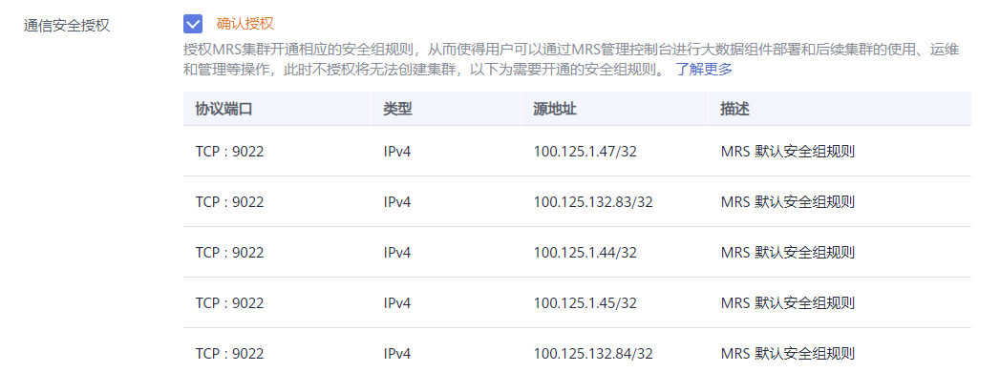 通信安全授权 确认授权
授权MRS集群开通相应的安全组规则，从而使得用户可以通过MRS管理控制台进行大数据组件部署和后续集群的使用、运维
和管理等操作，此时不授权将无法创建集群，以下为需要开通的安全组规则。 了解更多
协议端口 类型 源地址 描述
TCP : 9022 IPv4 100.125.1.47/32 MRS 默认安全组规则
TCP : 9022 IPv4 100.125.132.83/32 MRS 默认安全组规则
TCP : 9022 IPv4 100.125.1.44/32 MRS 默认安全组规则
TCP : 9022 IPv4 100.125.1.45/32 MRS 默认安全组规则
TCP : 9022 IPv4 100.125.132.84/32 MRS 默认安全组规则